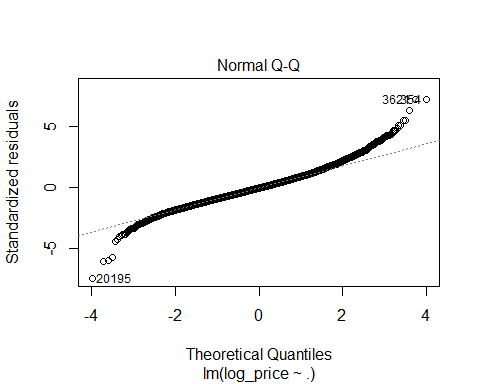 Normal Q-Q
Standardized residuals
5
0
-5
20195
-4
-2
0
2
4
Theoretical Quantiles
lm(log_price ~ .)